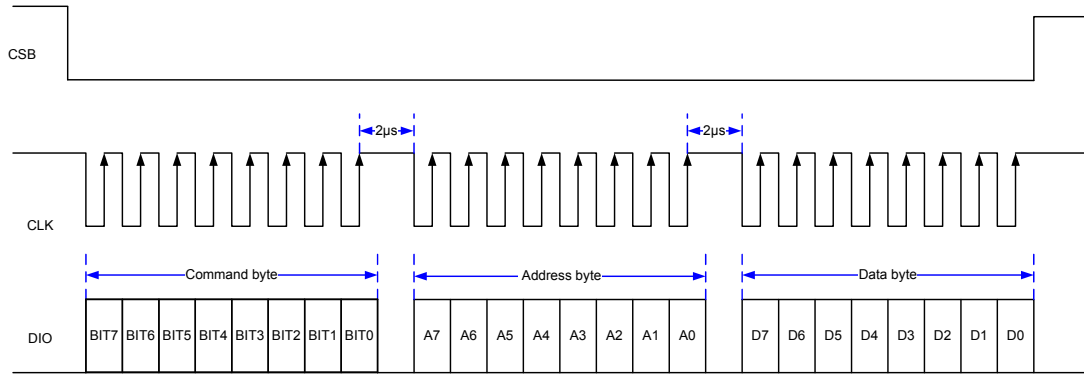 CSB
2μs 2μs
CLK
Command byte Address byte Data byte
DIO BIT7 BIT6 BIT5 BIT4 BIT3 BIT2 BIT1 BIT0 A7 A6 A5 A4 A3 A2 A1 A0 D7 D6 D5 D4 D3 D2 D1 D0